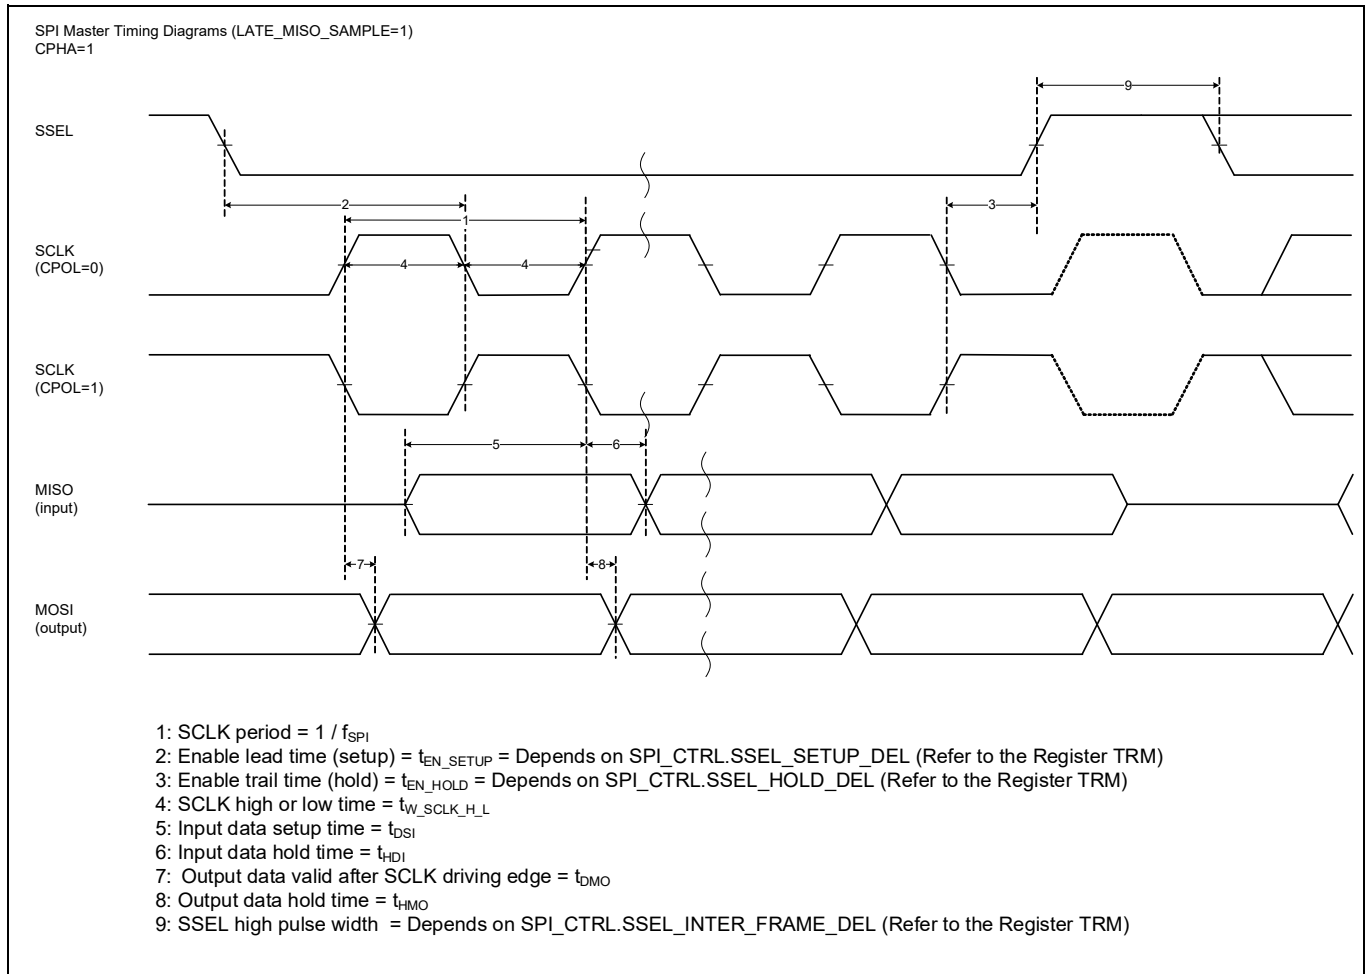 SPI Master Timing Diagrams (LATE_MISO_SAMPLE=1)
CPHA=1
9
SSEL
2
3
1
SCLK
(CPOL=0)
4
4
SCLK
(CPOL=1)
5
6
MISO
(input)
7
8
MOSI
(output)
1: SCLK period = 1 / fSPI
2: Enable lead time (setup) = tEN_SETUP = Depends on SPI_CTRL.SSEL_SETUP_DEL (Refer to the Register TRM)
3: Enable trail time (hold) = tEN_HOLD = Depends on SPI_CTRL.SSEL_HOLD_DEL (Refer to the Register TRM)
4: SCLK high or low time = tW_SCLK_H_L
5: Input data setup time = tDSI
6: Input data hold time = tHDI
7: Output data valid after SCLK driving edge = tDMO
8: Output data hold time = tHMO
9: SSEL high pulse width = Depends on SPI_CTRL.SSEL_INTER_FRAME_DEL (Refer to the Register TRM)